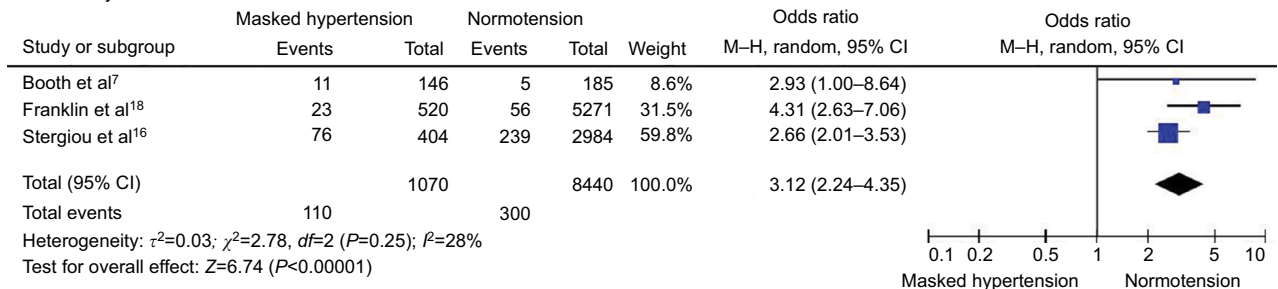 Masked hypertension Normotension Odds ratio Odds ratio
Study or subgroup Events Total Events Total Weight M–H, random, 95% CI M–H, random, 95% CI
Booth et al⁷ 11 146 5 185 8.6% 2.93 (1.00–8.64)
Franklin et al¹⁸ 23 520 56 5271 31.5% 4.31 (2.63–7.06)
Stergiou et al¹⁶ 76 404 239 2984 59.8% 2.66 (2.01–3.53)
Total (95% CI) 1070 8440 100.0% 3.12 (2.24–4.35)
Total events 110 300
Heterogeneity: τ²=0.03; χ²=2.78, df=2 (P=0.25); I²=28%
Test for overall effect: Z=6.74 (P<0.00001)
0.1 0.2 0.5 1 2 5 10
Masked hypertension Normotension